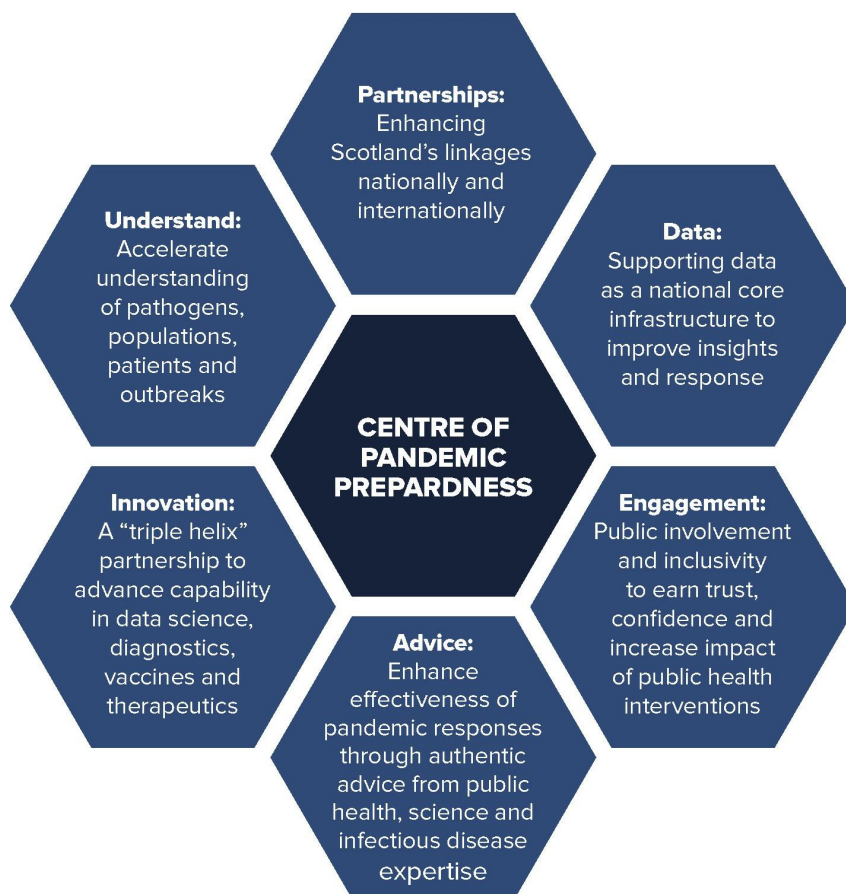 Partnerships:
Enhancing
Scotland's linkages
nationally and
internationally
Understand:
Accelerate
understanding
of pathogens,
populations,
patients and
outbreaks
Data:
Supporting data
as a national core
infrastructure to
improve insights
and response
CENTRE OF
PANDEMIC
PREPARDNESS
Innovation:
A “triple helix”
partnership to
advance capability
in data science,
diagnostics,
vaccines and
therapeutics
Engagement:
Public involvement
and inclusivity
to earn trust,
confidence and
increase impact
of public health
interventions
Advice:
Enhance
effectiveness of
pandemic responses
through authentic
advice from public
health, science and
infectious disease
expertise